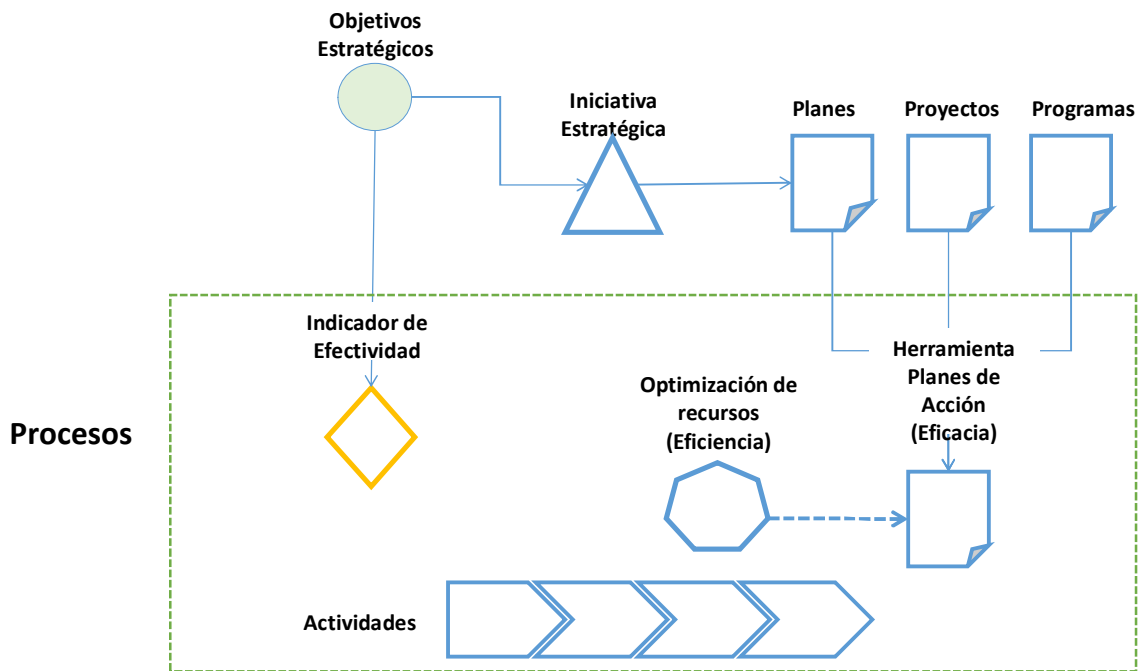 Objetivos
Estratégicos
Iniciativa
Estratégica
Planes
Proyectos
Programas
Indicador de
Efectividad
Herramienta
Planes de
Acción
(Eficacia)
Optimización de
recursos
(Eficiencia)
Procesos
Actividades